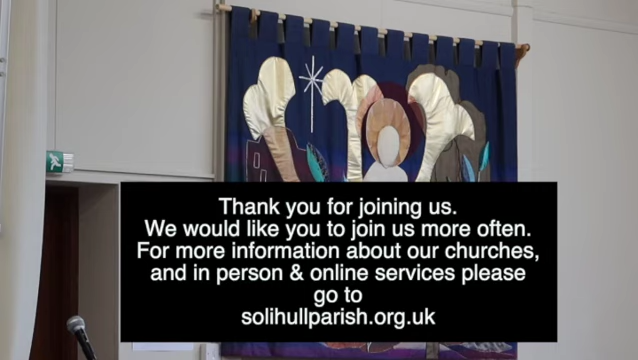 Thank you for joining us.
We would like you to join us more often.
For more information about our churches,
and in person & online services please
go to
solihullparish.org.uk